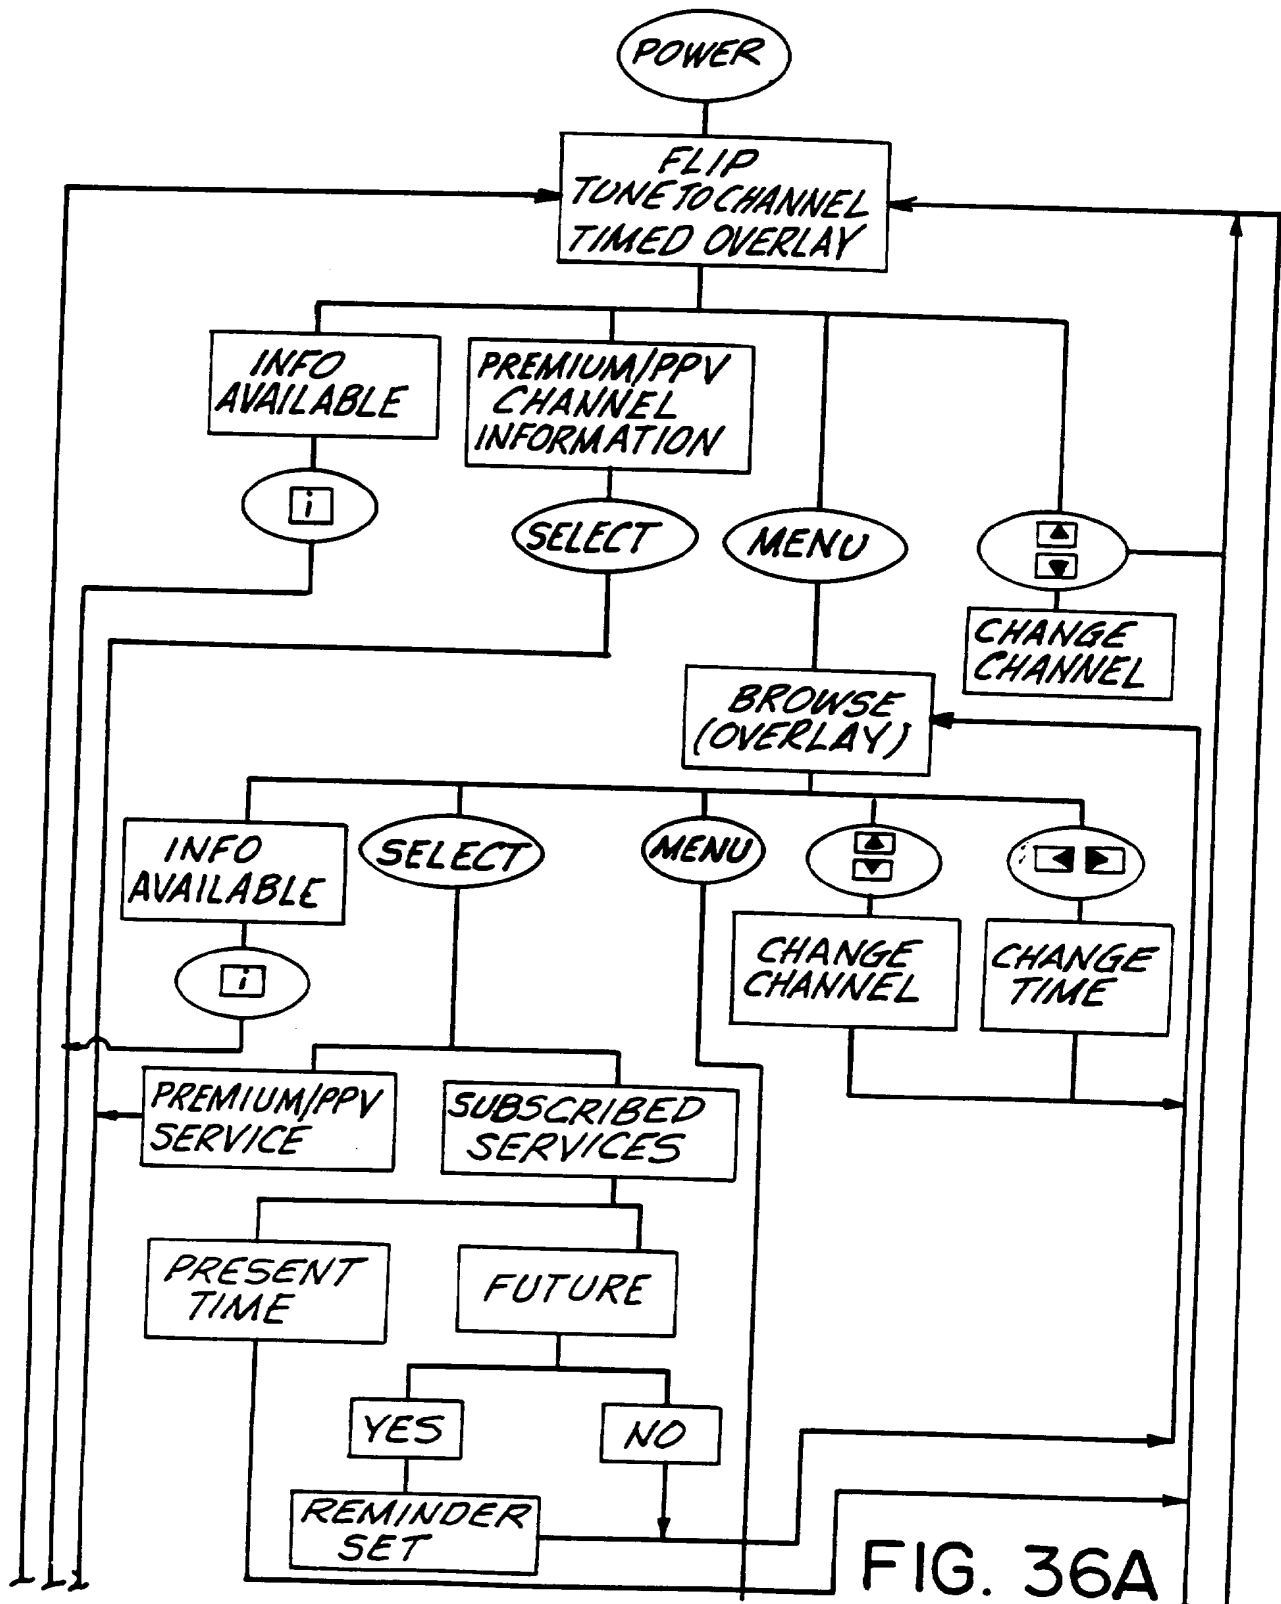 POWER
FLIP
TUNE TO CHANNEL
TIMED OVERLAY
INFO
AVAILABLE
i
PREMIUM/PPV
CHANNEL
INFORMATION
SELECT
MENU
CHANGE
CHANNEL
BROWSE
(OVERLAY)
INFO
AVAILABLE
i
SELECT
MENU
CHANGE
CHANNEL
CHANGE
TIME
PREMIUM/PPV
SERVICE
SUBSCRIBED
SERVICES
PRESENT
TIME
FUTURE
YES
NO
REMINDER
SET
FIG. 36A